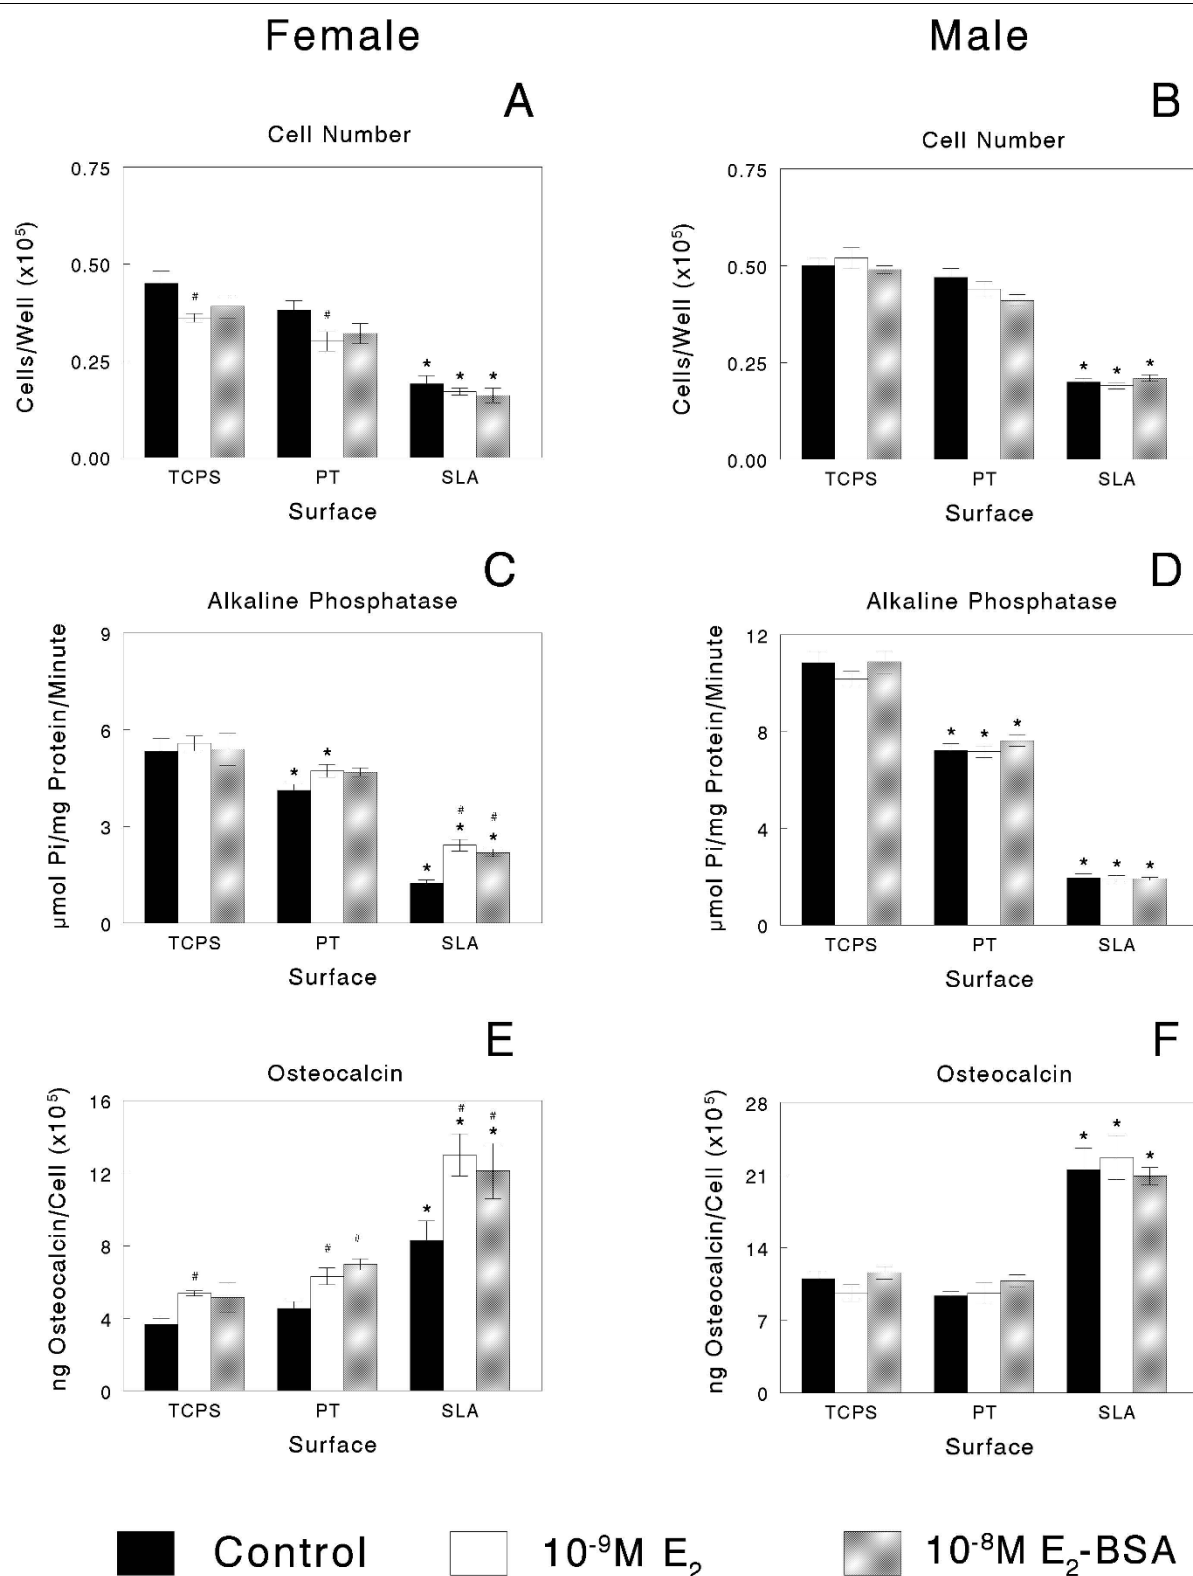 Female
Male
A
B
Cell Number
Cell Number
Cells/Well (x10⁵)
0.75
0.50
0.25
0.00
#
#
* * *
TCPS PT SLA
Surface
Cells/Well (x10⁵)
0.75
0.50
0.25
0.00
* * *
TCPS PT SLA
Surface
C
D
Alkaline Phosphatase
Alkaline Phosphatase
µmol Pi/mg Protein/Minute
9
6
3
0
* *
# #
* * *
TCPS PT SLA
Surface
µmol Pi/mg Protein/Minute
12
8
4
0
* * *
* * *
TCPS PT SLA
Surface
E
F
Osteocalcin
Osteocalcin
ng Osteocalcin/Cell (x10⁵)
16
12
8
4
0
#
# #
# #
* * *
TCPS PT SLA
Surface
ng Osteocalcin/Cell (x10⁵)
28
21
14
7
0
* * *
TCPS PT SLA
Surface
Control 10⁻⁹M E₂ 10⁻⁸M E₂-BSA